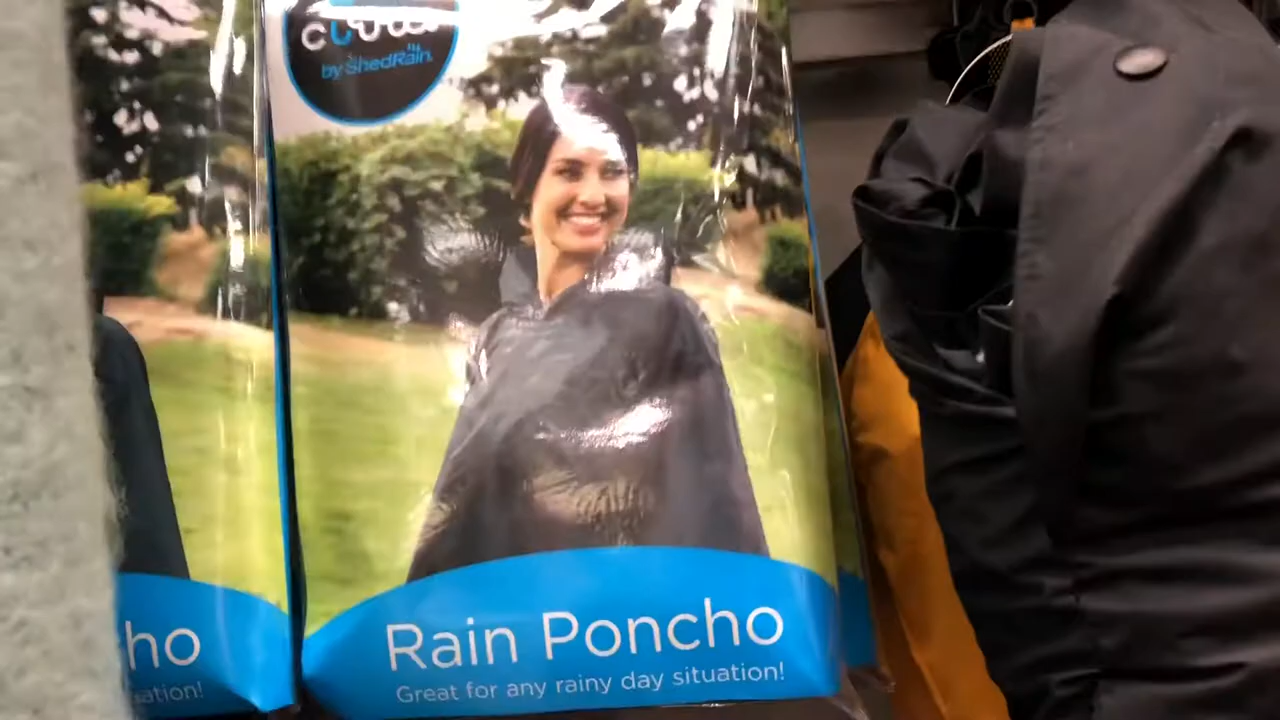 by ShedRain.
Rain Poncho
Great for any rainy day situation!
ho
ation!